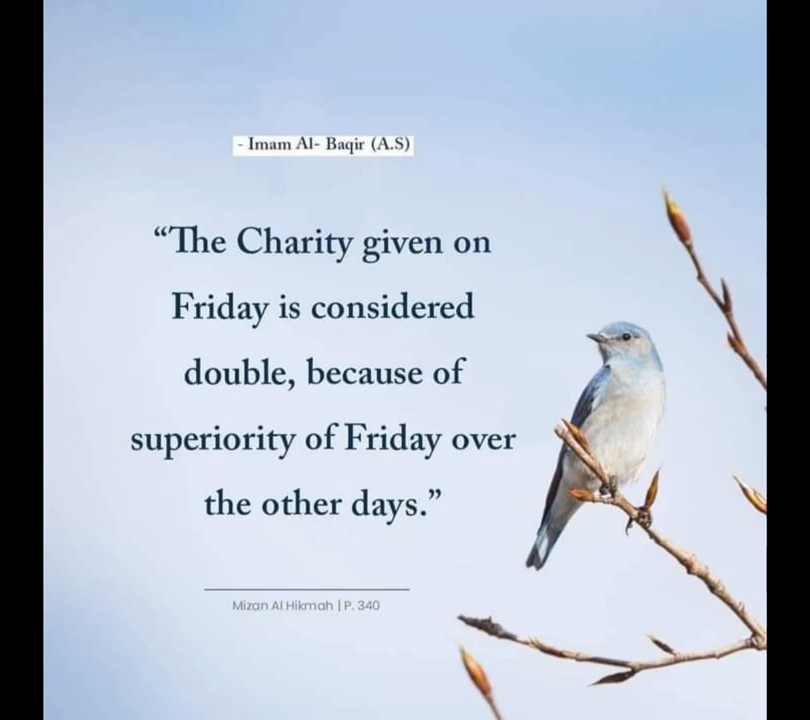 - Imam Al- Baqir (A.S)
“The Charity given on
Friday is considered
double, because of
superiority of Friday over
the other days.”
Mizan Al Hikmah | P. 340